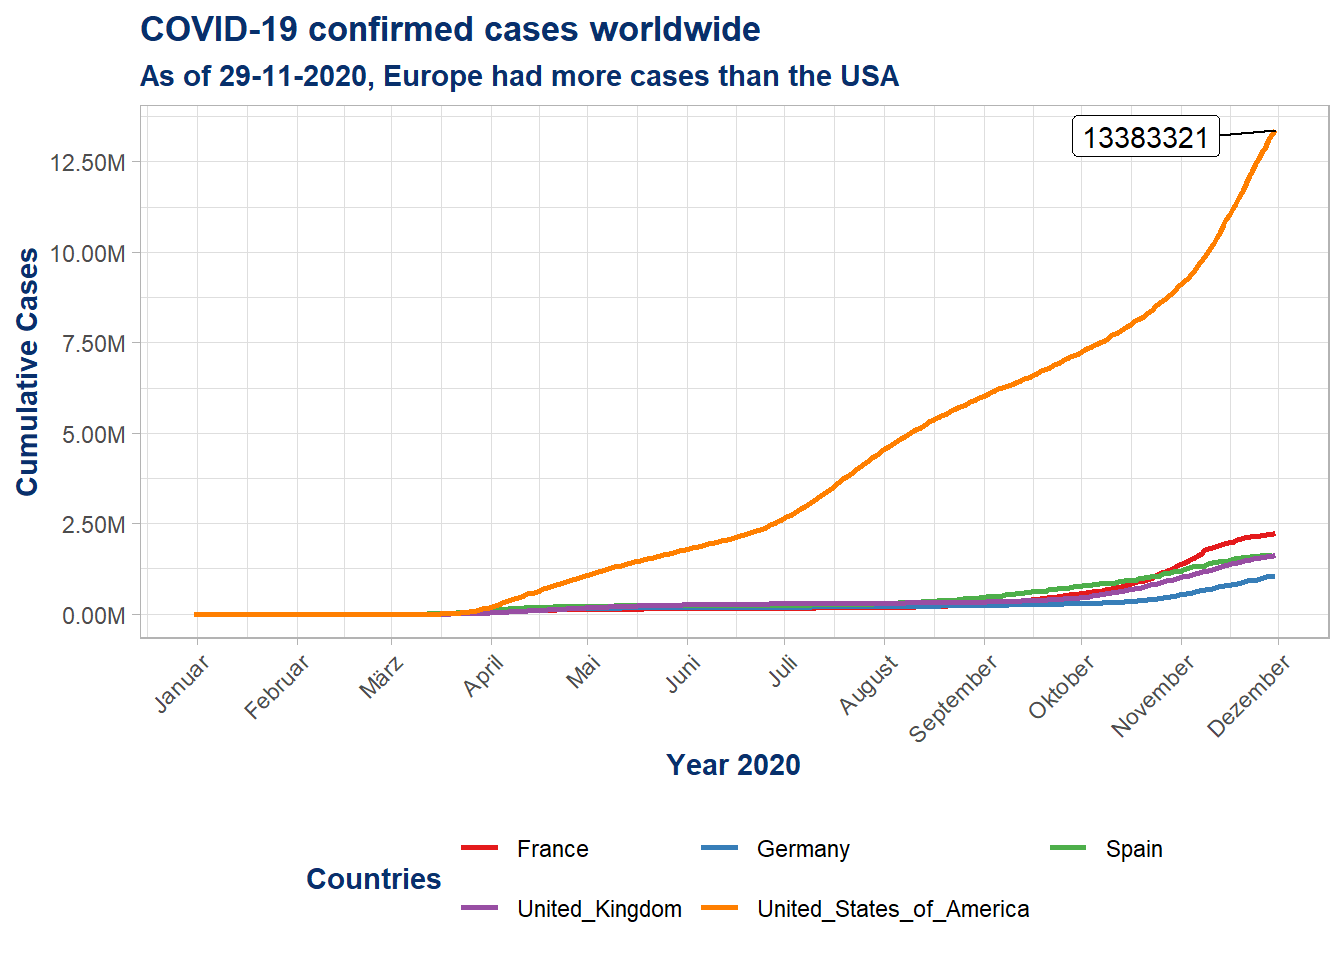 COVID-19 confirmed cases worldwide
As of 29-11-2020, Europe had more cases than the USA
13383321
12.50M
10.00M
7.50M
5.00M
2.50M
0.00M
Cumulative Cases
Januar
Februar
März
April
Mai
Juni
Juli
August
September
Oktober
November
Dezember
Year 2020
Countries
France
Germany
Spain
United_Kingdom
United_States_of_America